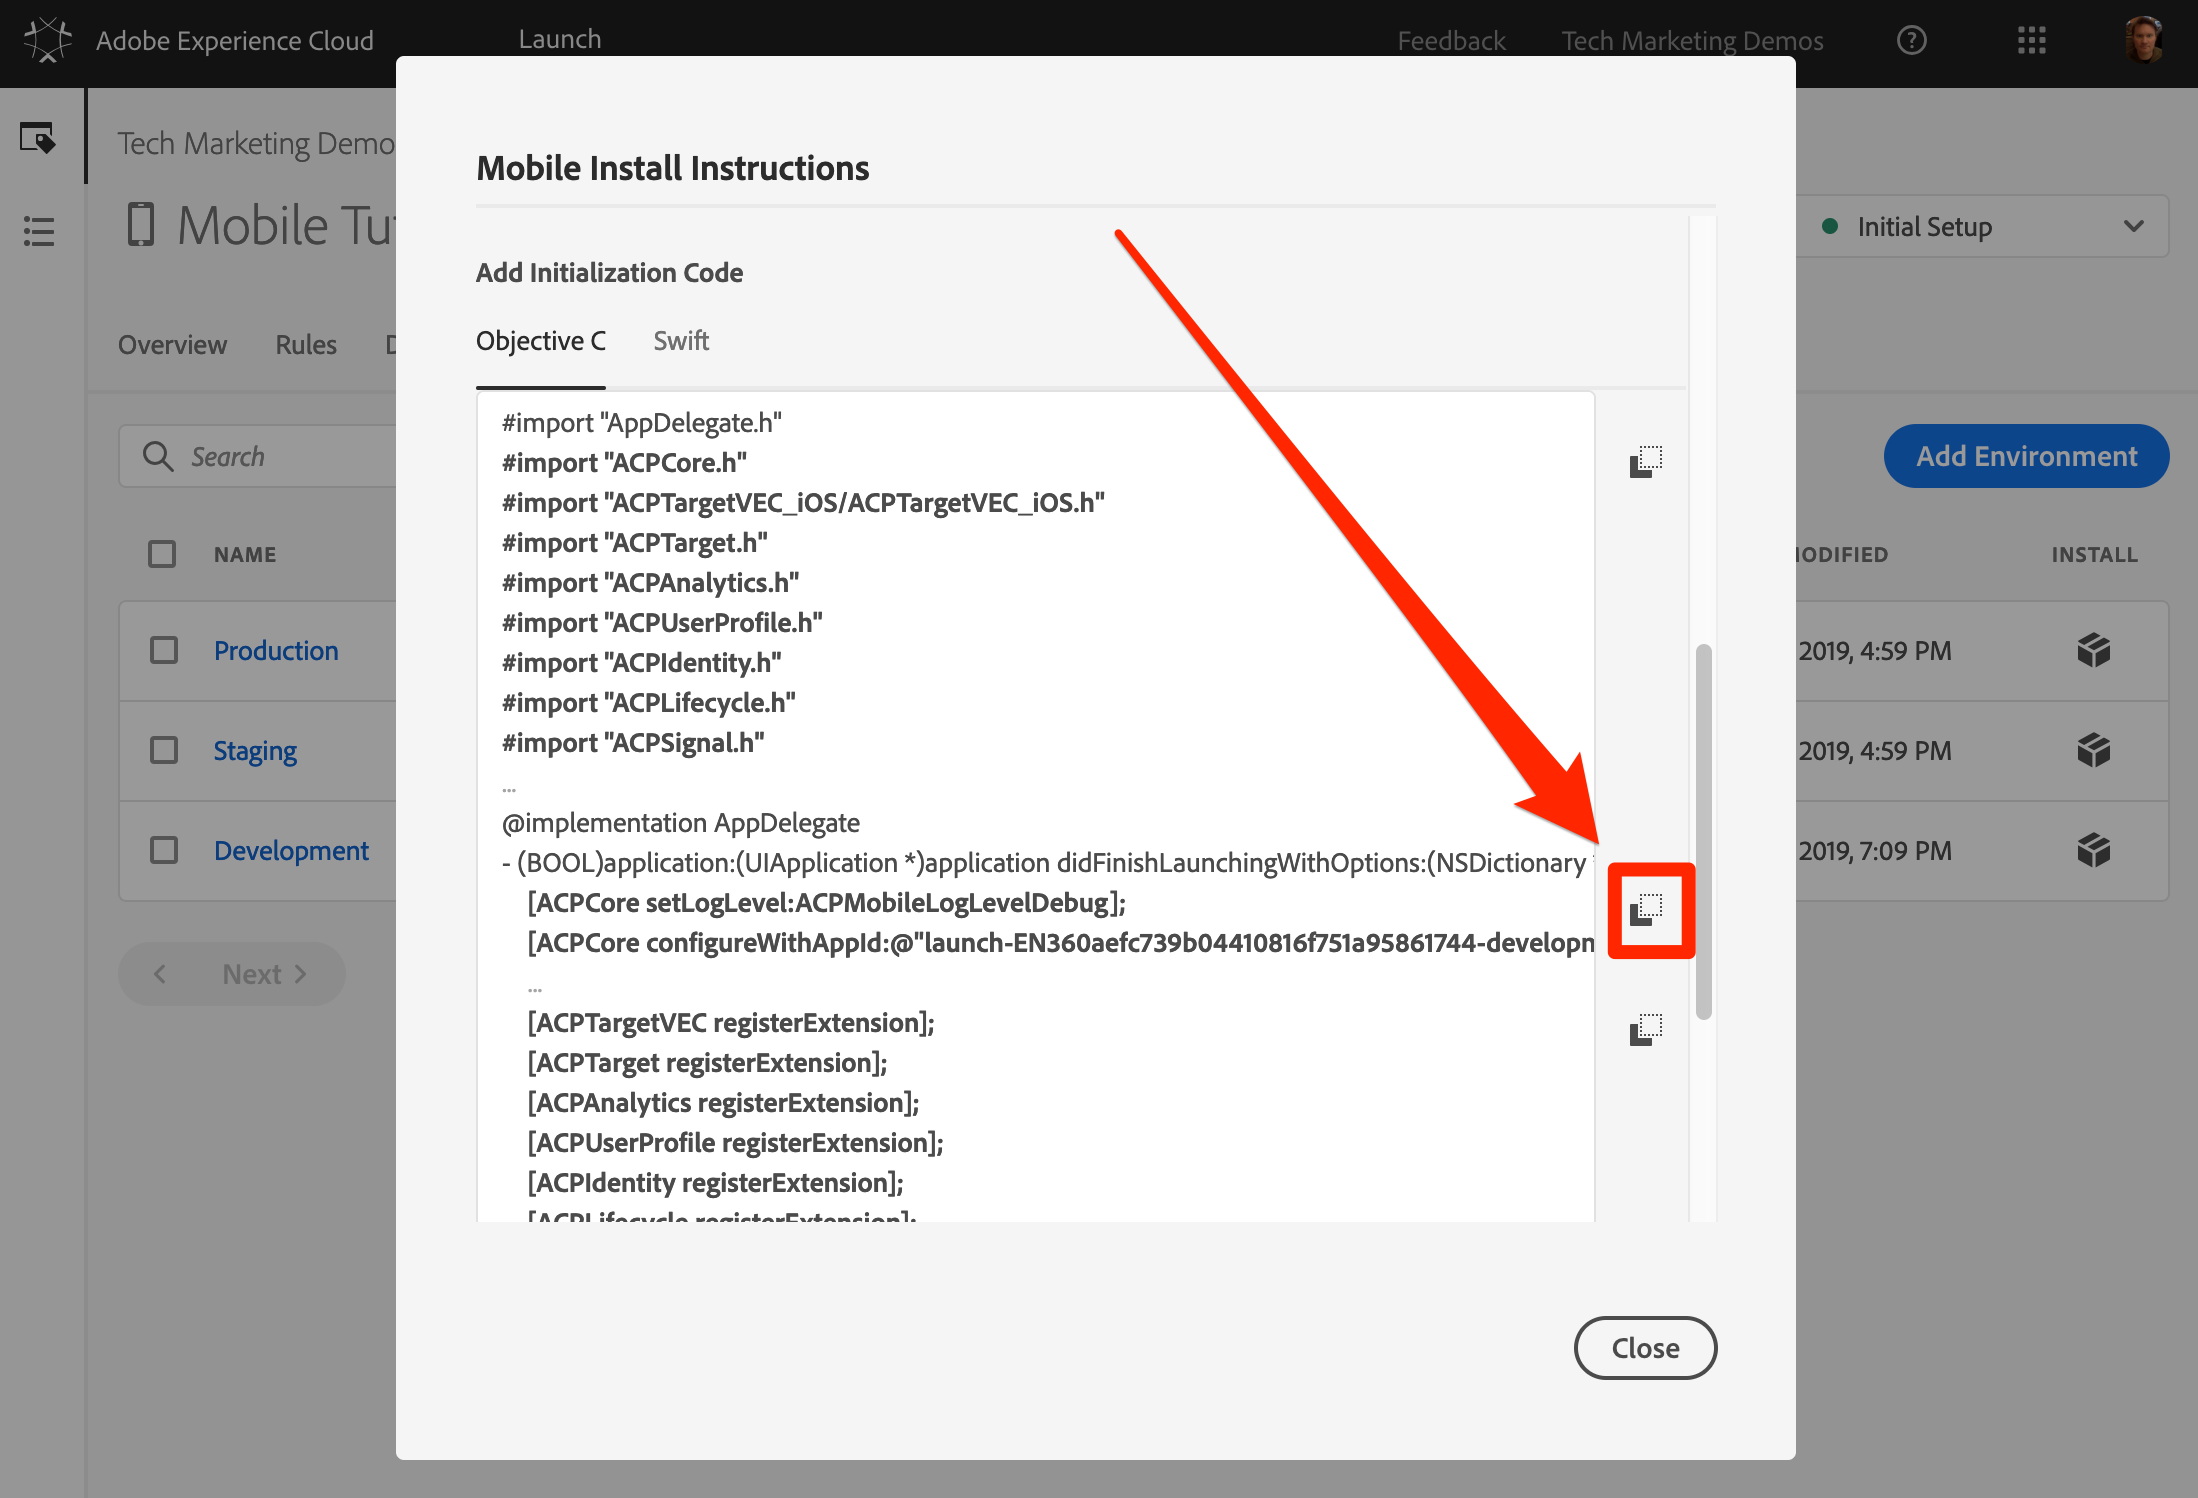 Adobe Experience Cloud
Launch
Feedback
Tech Marketing Demos
Tech Marketing Demo
Mobile Tu
Initial Setup
Overview
Rules
Search
Add Environment
NAME
MODIFIED
INSTALL
Production
2019, 4:59 PM
Staging
2019, 4:59 PM
Development
2019, 7:09 PM
Next
Mobile Install Instructions
Add Initialization Code
Objective C
Swift
#import "AppDelegate.h"
#import "ACPCore.h"
#import "ACPTargetVEC_iOS/ACPTargetVEC_iOS.h"
#import "ACPTarget.h"
#import "ACPAnalytics.h"
#import "ACPUserProfile.h"
#import "ACPIdentity.h"
#import "ACPLifecycle.h"
#import "ACPSignal.h"
...
@implementation AppDelegate
- (BOOL)application:(UIApplication *)application didFinishLaunchingWithOptions:(NSDictionary
[ACPCore setLogLevel:ACPMobileLogLevelDebug];
[ACPCore configureWithAppId:@"launch-EN360aefc739b04410816f751a95861744-developm
...
[ACPTargetVEC registerExtension];
[ACPTarget registerExtension];
[ACPAnalytics registerExtension];
[ACPUserProfile registerExtension];
[ACPIdentity registerExtension];
[ACPLifecycle registerExtension];
Close